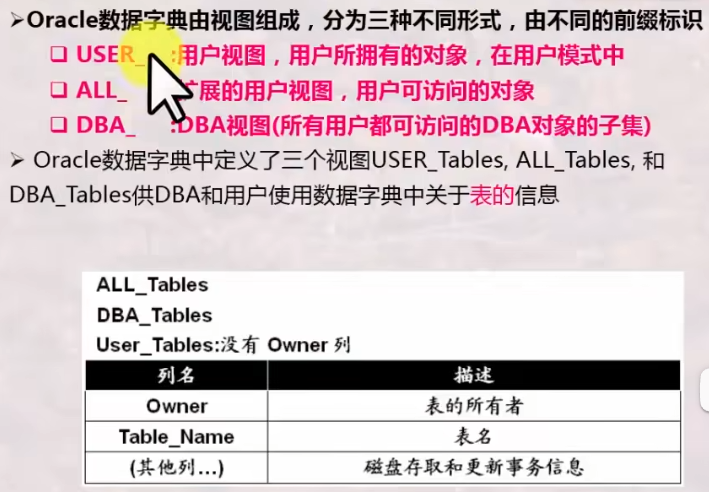 ➢Oracle数据字典由视图组成，分为三种不同形式，由不同的前缀标识
❑ USER_ :用户视图，用户所拥有的对象，在用户模式中
❑ ALL_ 展的用户视图，用户可访问的对象
❑ DBA_ :DBA视图(所有用户都可访问的DBA对象的子集)
➢ Oracle数据字典中定义了三个视图USER_Tables, ALL_Tables, 和
DBA_Tables供DBA和用户使用数据字典中关于表的信息
ALL_Tables
DBA_Tables
User_Tables:没有 Owner 列
列名 描述
Owner 表的所有者
Table_Name 表名
(其他列…) 磁盘存取和更新事务信息